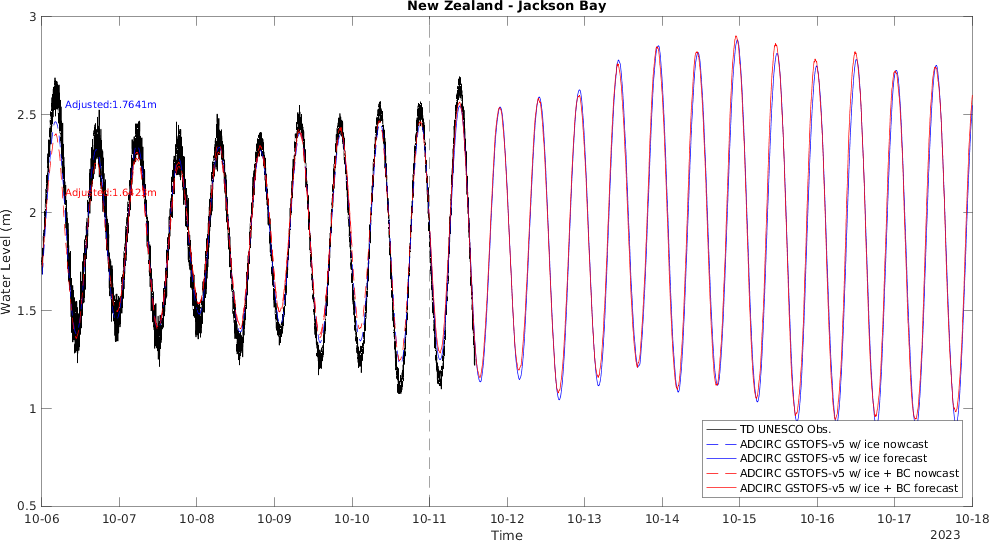 New Zealand - Jackson Bay
3
2.5
2
1.5
1
0.5
Water Level (m)
Adjusted:1.7641m
TD UNESCO Obs.
ADCIRC GSTOFS-v5 w/ ice nowcast
ADCIRC GSTOFS-v5 w/ ice forecast
ADCIRC GSTOFS-v5 w/ ice + BC nowcast
ADCIRC GSTOFS-v5 w/ ice + BC forecast
10-06 10-07 10-08 10-09 10-10 10-11 10-12 10-13 10-14 10-15 10-16 10-17 10-18
Time
2023